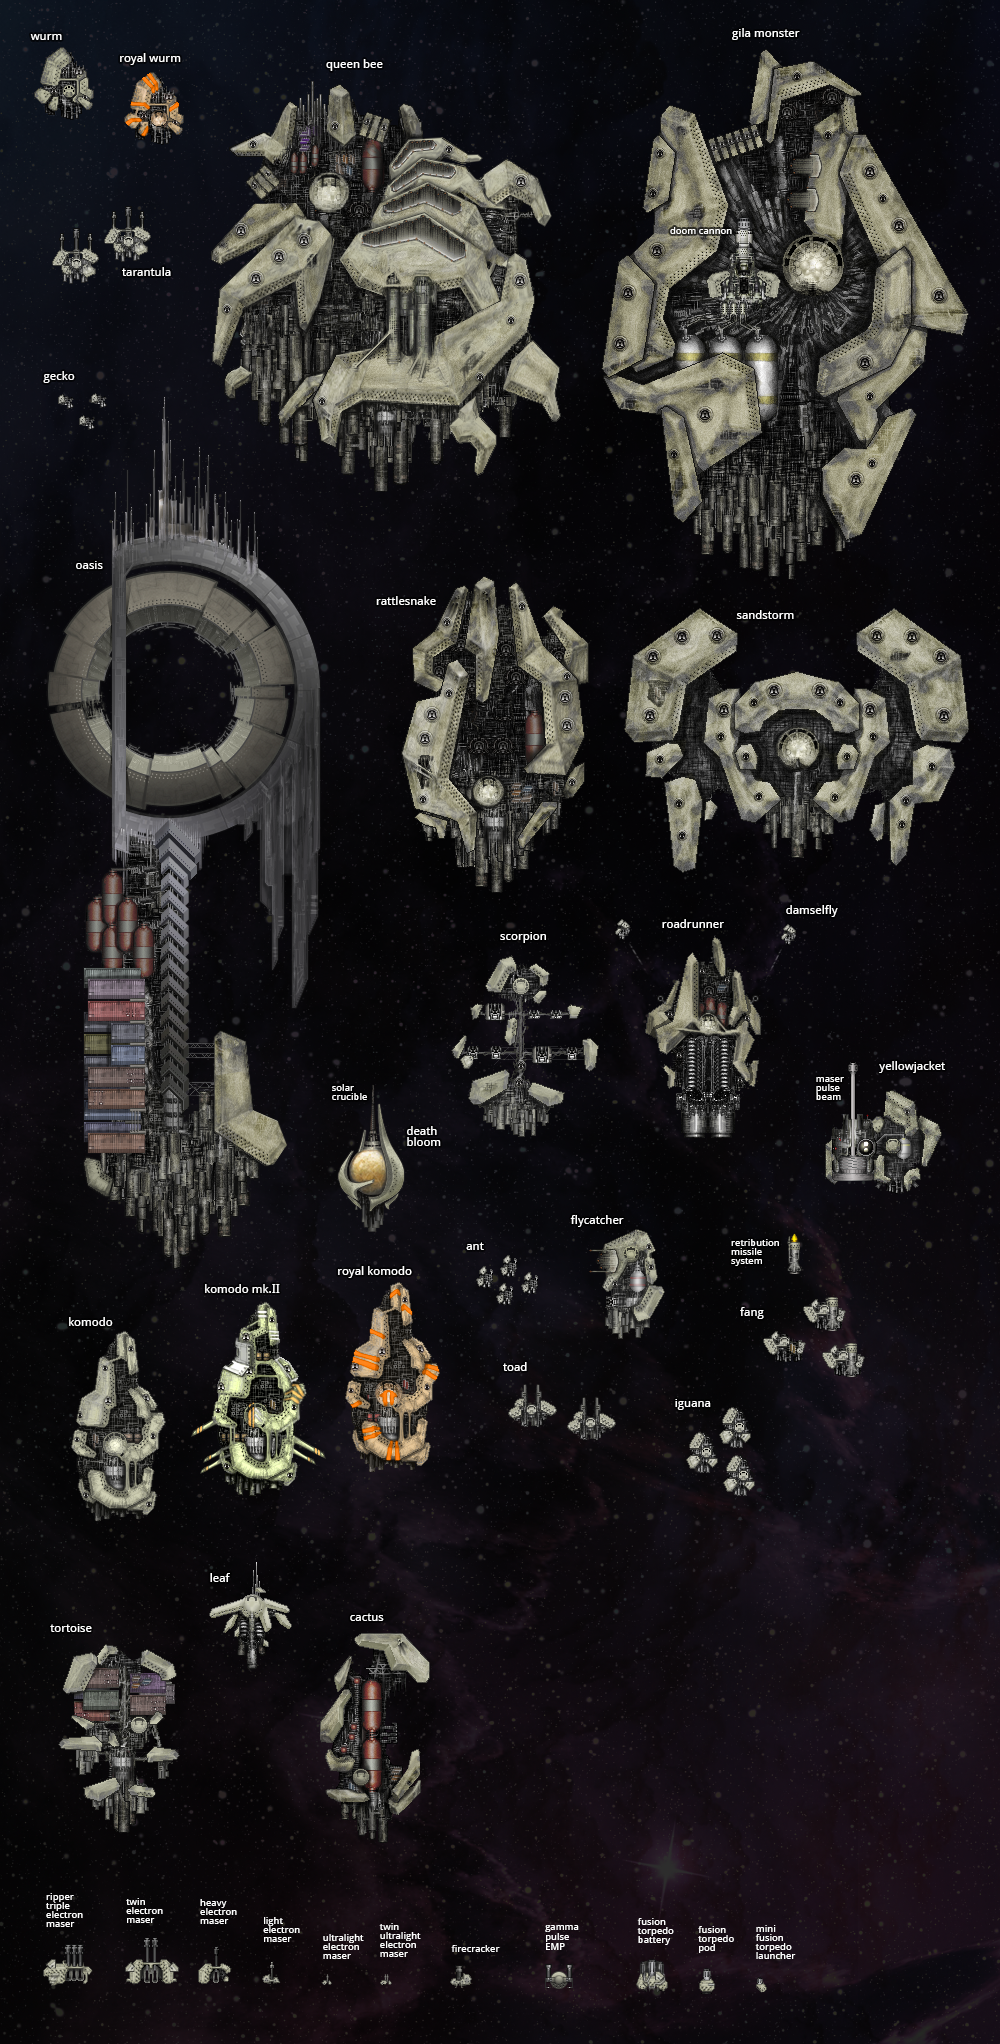 wurm
royal wurm
queen bee
gila monster
doom cannon
tarantula
gecko
oasis
rattlesnake
sandstorm
damselfly
roadrunner
scorpion
yellowjacket
maser
pulse
beam
solar
crucible
death
bloom
flycatcher
ant
retribution
missile
system
royal komodo
komodo mk.II
fang
komodo
toad
iguana
leaf
cactus
tortoise
ripper
triple
electron
maser
twin
electron
maser
heavy
electron
maser
light
electron
maser
ultralight
electron
maser
twin
ultralight
electron
maser
firecracker
gamma
pulse
EMP
fusion
torpedo
battery
fusion
torpedo
pod
mini
fusion
torpedo
launcher